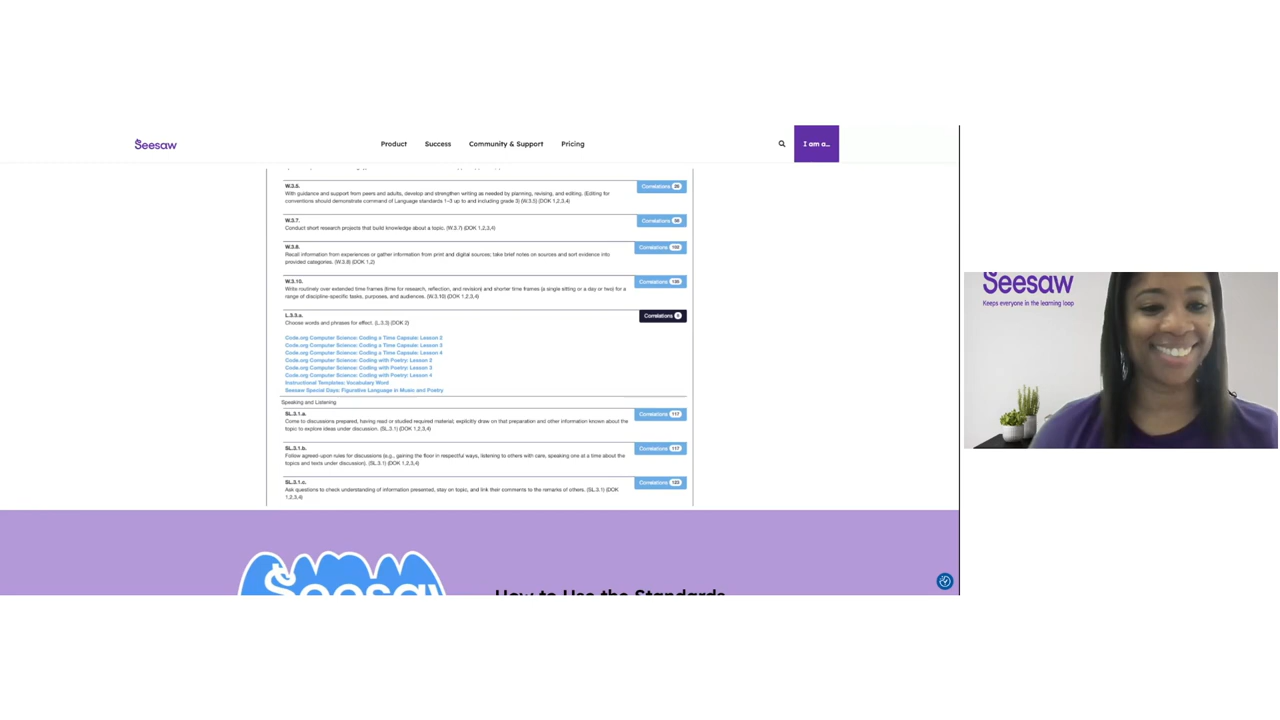 Seesaw
Product
Success
Community & Support
Pricing
I am a...
W.3.5.
With guidance and support from peers and adults, develop and strengthen writing as needed by planning, revising, and editing. (Editing for
conventions should demonstrate command of Language standards 1–3 up to and including grade 3) (W.3.5) (DOK 1,2,3,4)
Correlations
W.3.7.
Conduct short research projects that build knowledge about a topic. (W.3.7) (DOK 1,2,3,4)
Correlations
W.3.8.
Recall information from experiences or gather information from print and digital sources; take brief notes on sources and sort evidence into
provided categories. (W.3.8) (DOK 1,2)
Correlations
W.3.10.
Write routinely over extended time frames (time for research, reflection, and revision) and shorter time frames (a single sitting or a day or two) for a
range of discipline-specific tasks, purposes, and audiences. (W.3.10) (DOK 1,2,3,4)
Correlations
L.3.3.a.
Choose words and phrases for effect. (L.3.3) (DOK 2)
Correlations
Code.org Computer Science: Coding a Time Capsule: Lesson 2
Code.org Computer Science: Coding a Time Capsule: Lesson 3
Code.org Computer Science: Coding a Time Capsule: Lesson 4
Code.org Computer Science: Coding with Poetry: Lesson 2
Code.org Computer Science: Coding with Poetry: Lesson 3
Code.org Computer Science: Coding with Poetry: Lesson 4
Instructional Templates: Vocabulary Word
Seesaw Special Days: Figurative Language in Music and Poetry
Speaking and Listening
SL.3.1.a.
Come to discussions prepared, having read or studied required material; explicitly draw on that preparation and other information known about the
topic to explore ideas under discussion. (SL.3.1) (DOK 1,2,3,4)
Correlations 117
SL.3.1.b.
Follow agreed-upon rules for discussions (e.g., gaining the floor in respectful ways, listening to others with care, speaking one at a time about the
topics and texts under discussion). (SL.3.1) (DOK 1,2,3,4)
Correlations
SL.3.1.c.
Ask questions to check understanding of information presented, stay on topic, and link their comments to the remarks of others. (SL.3.1) (DOK
1,2,3,4)
Correlations
Seesaw
How to Use the Standards
Seesaw
Keeps everyone in the learning loop